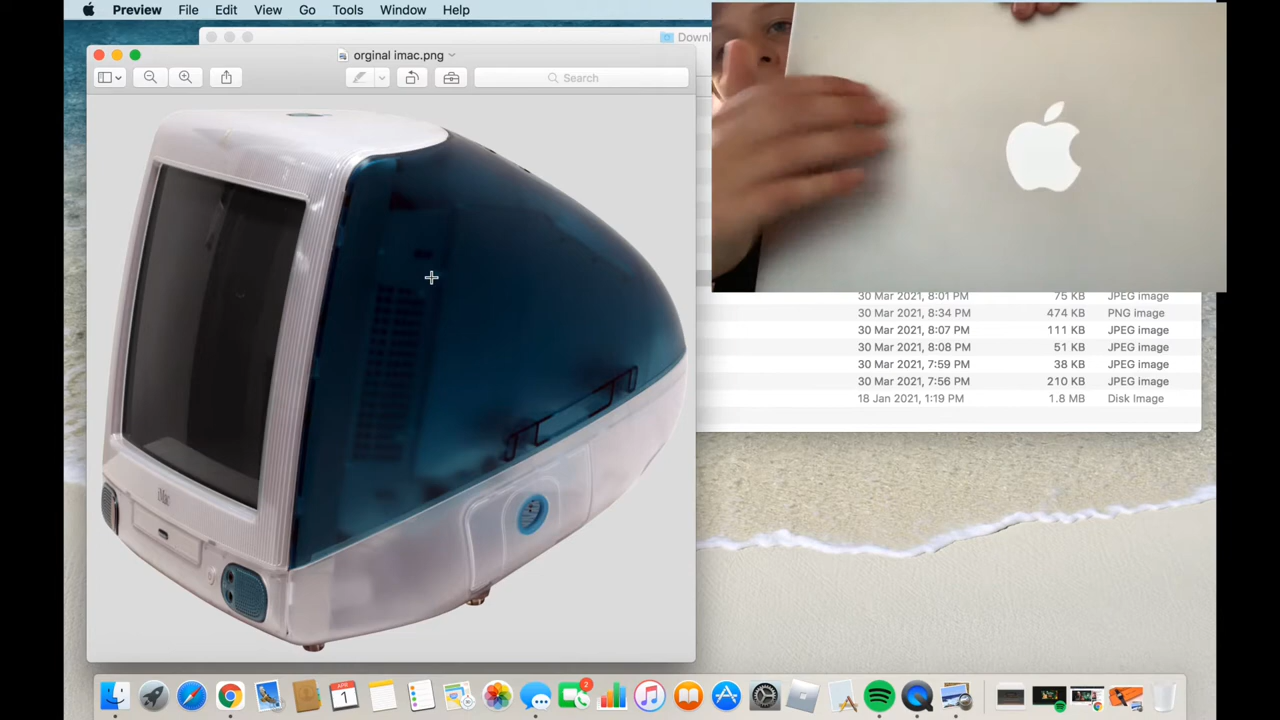 Preview File Edit View Go Tools Window Help
Downl
orginal imac.png
Search
30 Mar 2021, 8:01 PM 75 KB JPEG image
30 Mar 2021, 8:34 PM 474 KB PNG image
30 Mar 2021, 8:07 PM 111 KB JPEG image
30 Mar 2021, 8:08 PM 51 KB JPEG image
30 Mar 2021, 7:59 PM 38 KB JPEG image
30 Mar 2021, 7:56 PM 210 KB JPEG image
18 Jan 2021, 1:19 PM 1.8 MB Disk Image
iMac
APR
1
2